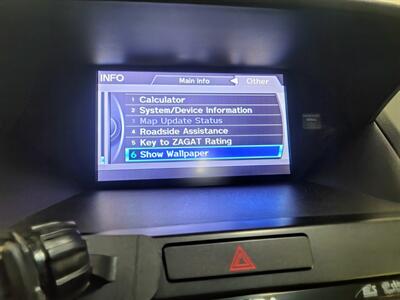 INFO
Main Info
Other
1 Calculator
2 System/Device Information
3 Map Update Status
4 Roadside Assistance
5 Key to ZAGAT Rating
6 Show Wallpaper